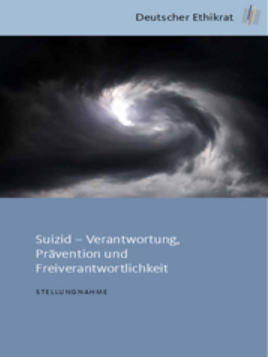 Deutscher Ethikrat
Suizid – Verantwortung,
Prävention und
Freiverantwortlichkeit
STELLUNGNAHME